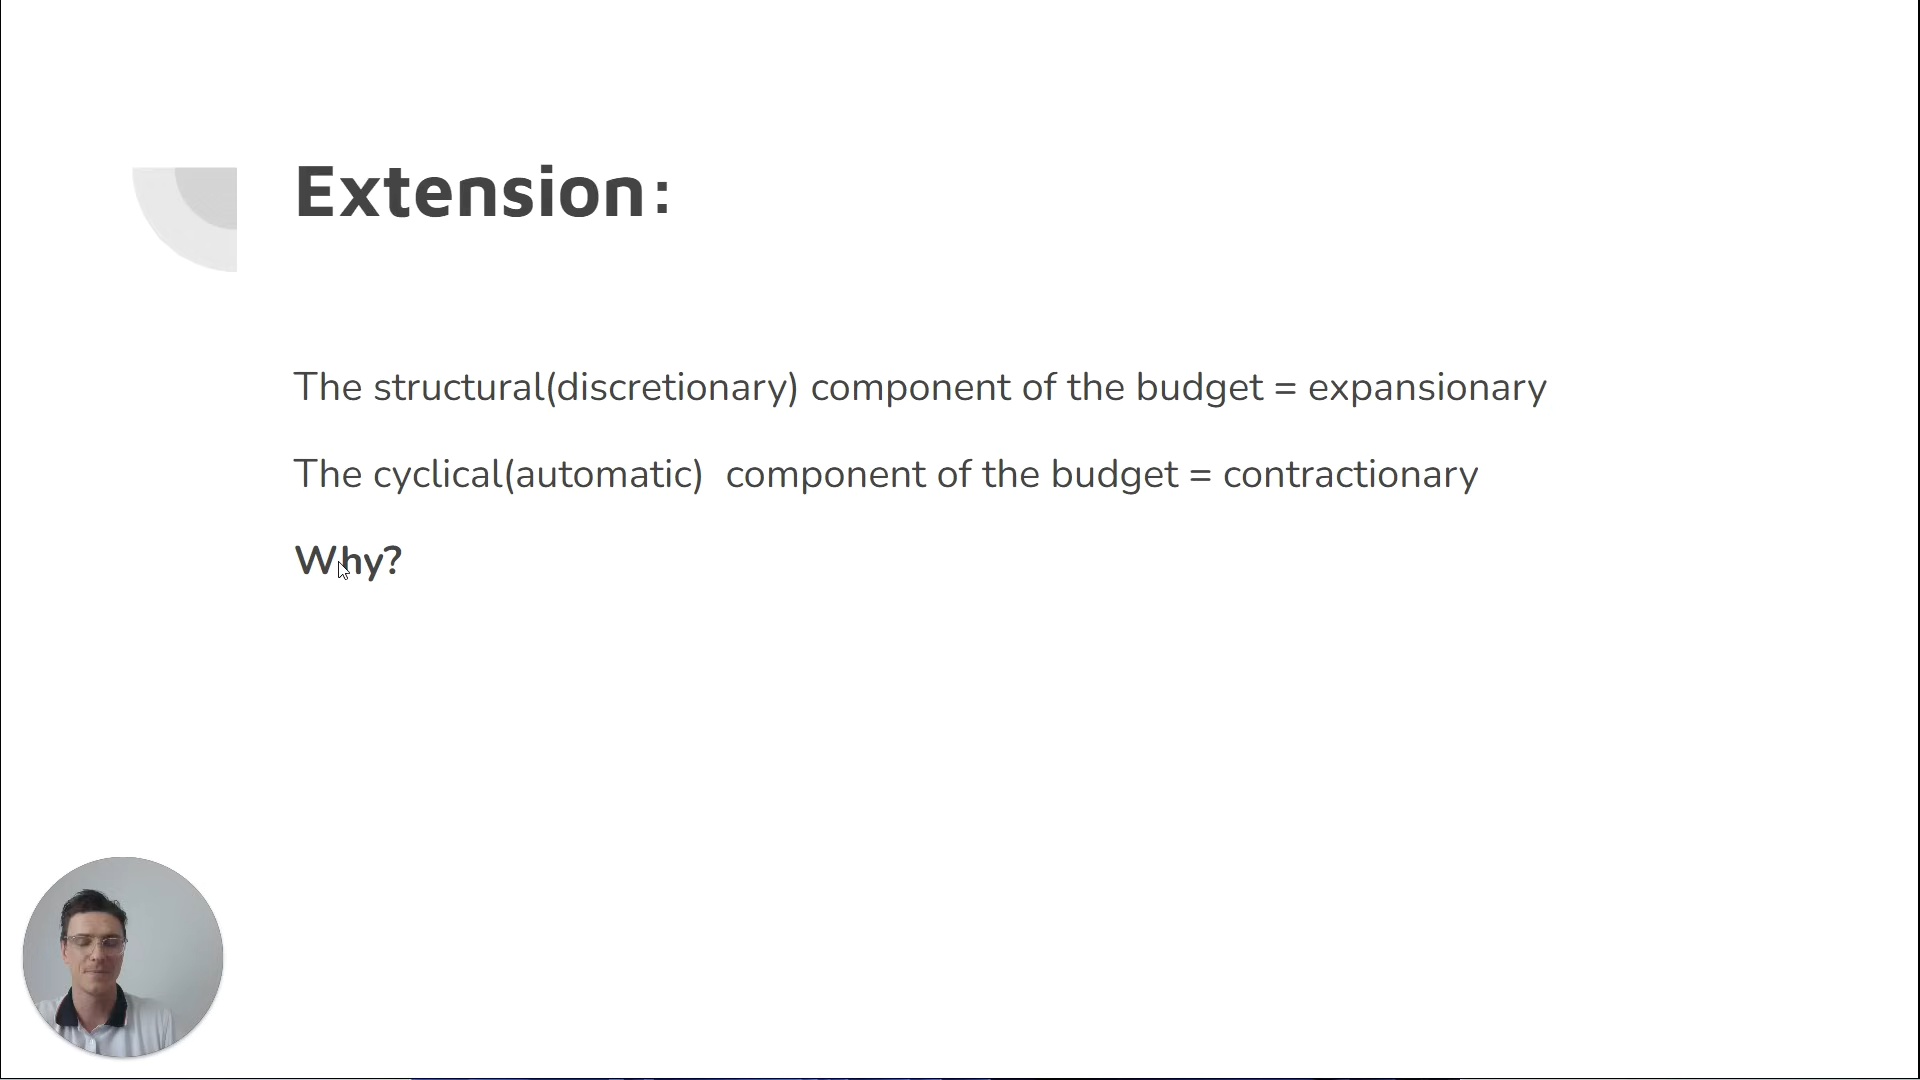 Extension:
The structural(discretionary) component of the budget = expansionary
The cyclical(automatic)  component of the budget = contractionary
Why?